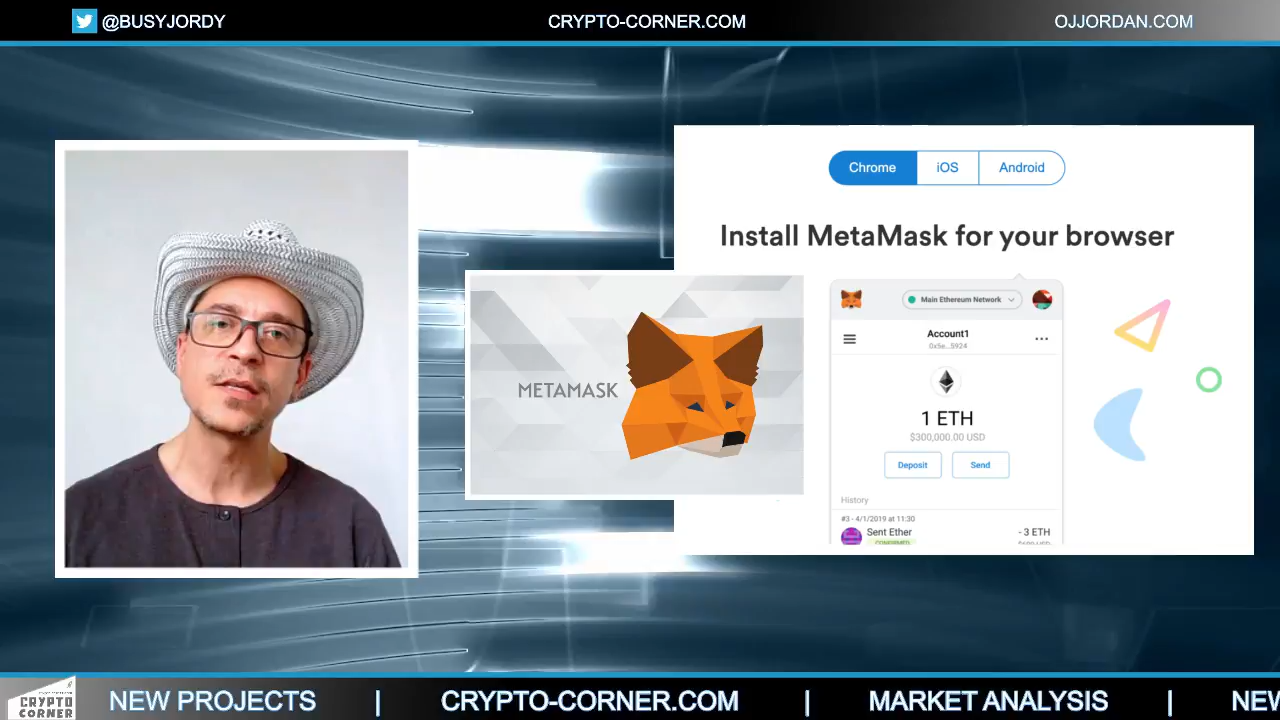 @BUSYJORDY
CRYPTO-CORNER.COM
OJJORDAN.COM
Chrome
iOS
Android
Install MetaMask for your browser
Main Ethereum Network
Account1
0x5e...5924
1 ETH
$300,000.00 USD
Deposit
Send
History
#3 - 4/1/2019 at 11:30
Sent Ether
- 3 ETH
CONFIRMED
METAMASK
CRYPTO
CORNER
NEW PROJECTS | CRYPTO-CORNER.COM | MARKET ANALYSIS | NEW